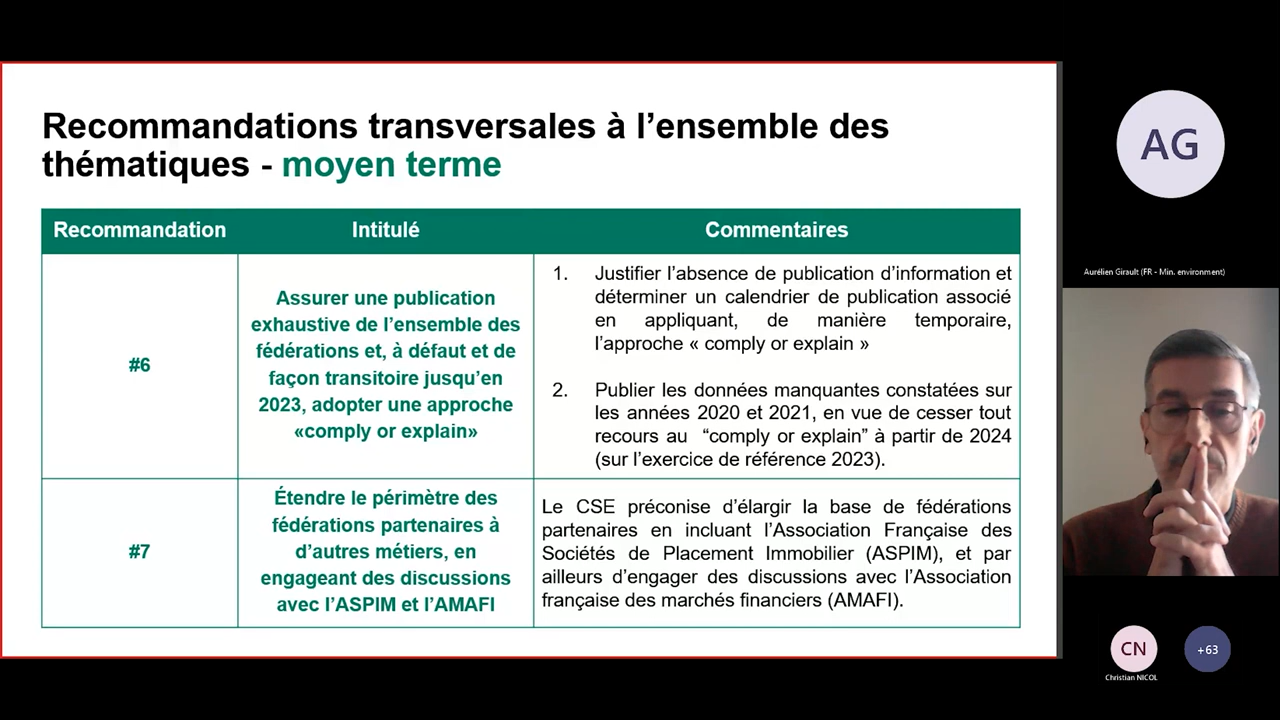 Recommandations transversales à l’ensemble des
thématiques - moyen terme
Recommandation
Intitulé
Commentaires
#6
Assurer une publication
exhaustive de l’ensemble des
fédérations et, à défaut et de
façon transitoire jusqu’en
2023, adopter une approche
«comply or explain»
1. Justifier l’absence de publication d’information et
déterminer un calendrier de publication associé
en appliquant, de manière temporaire,
l’approche « comply or explain »
2. Publier les données manquantes constatées sur
les années 2020 et 2021, en vue de cesser tout
recours au “comply or explain” à partir de 2024
(sur l’exercice de référence 2023).
#7
Étendre le périmètre des
fédérations partenaires à
d’autres métiers, en
engageant des discussions
avec l’ASPIM et l’AMAFI
Le CSE préconise d’élargir la base de fédérations
partenaires en incluant l’Association Française des
Sociétés de Placement Immobilier (ASPIM), et par
ailleurs d’engager des discussions avec l’Association
française des marchés financiers (AMAFI).
AG
Aurélien Girault (FR - Min. environment)
CN
Christian NICOL
+63